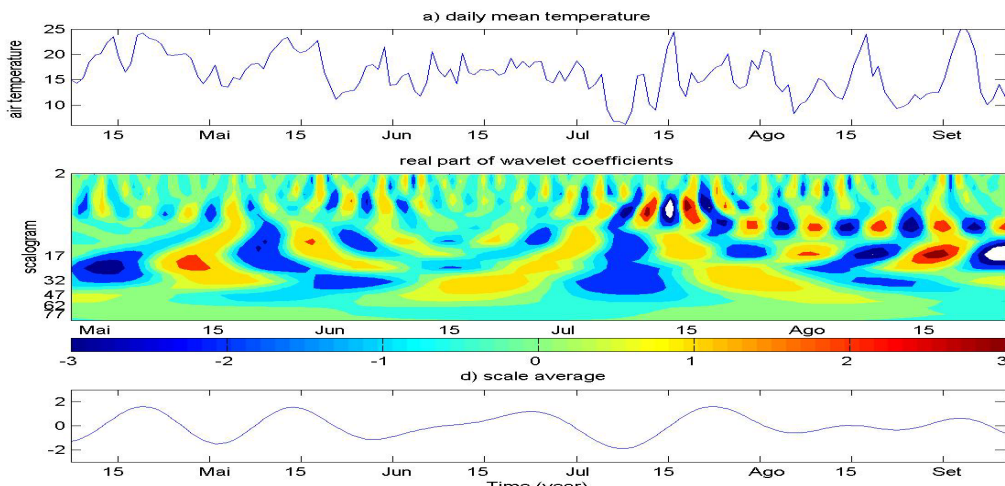 a) daily mean temperature
air temperature
25
20
15
10
15 Mai 15 Jun 15 Jul 15 Ago 15 Set
real part of wavelet coefficients
scalogram
2
17
32
47
62
77
Mai 15 Jun 15 Jul 15 Ago 15
-3 -2 -1 0 1 2 3
d) scale average
2
0
-2
15 Mai 15 Jun 15 Jul 15 Ago 15 Set
Time (year)